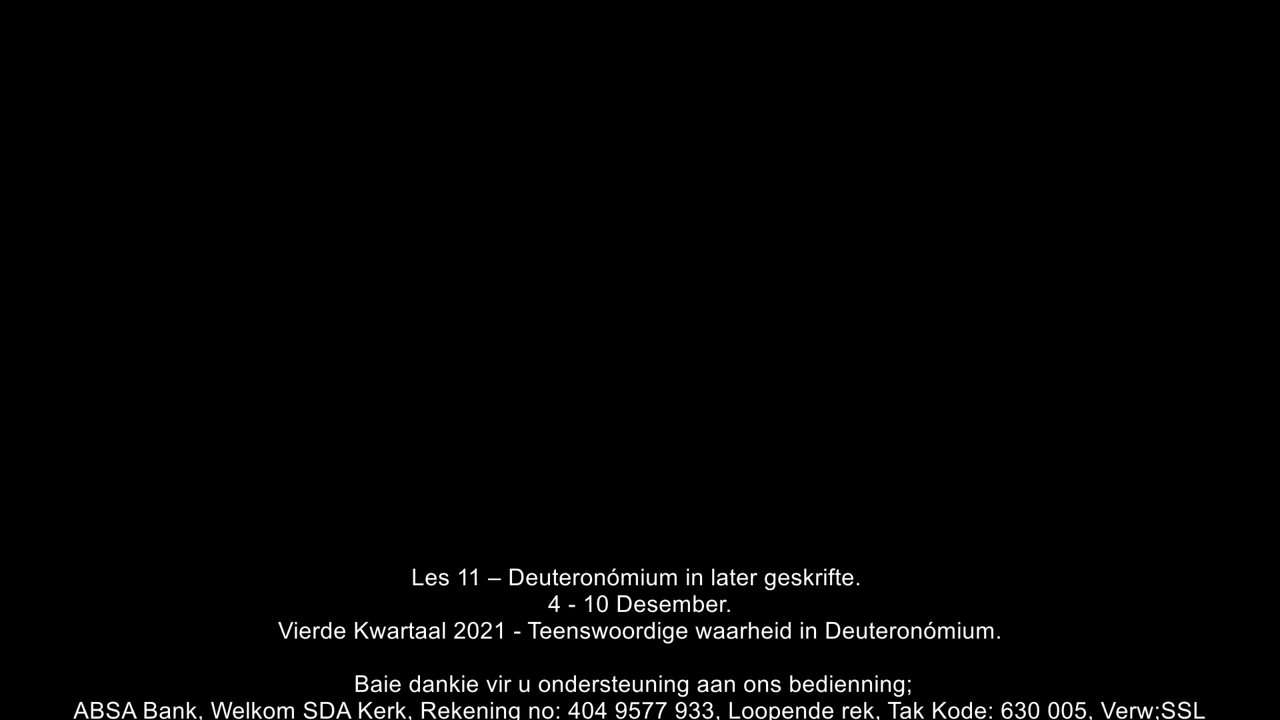 Les 11 – Deuteronómium in later geskrifte.
4 - 10 Desember.
Vierde Kwartaal 2021 - Teenswoordige waarheid in Deuteronómium.
Baie dankie vir u ondersteuning aan ons bedienning;
ABSA Bank, Welkom SDA Kerk, Rekening no: 404 9577 933, Loopende rek, Tak Kode: 630 005, Verw;SSL